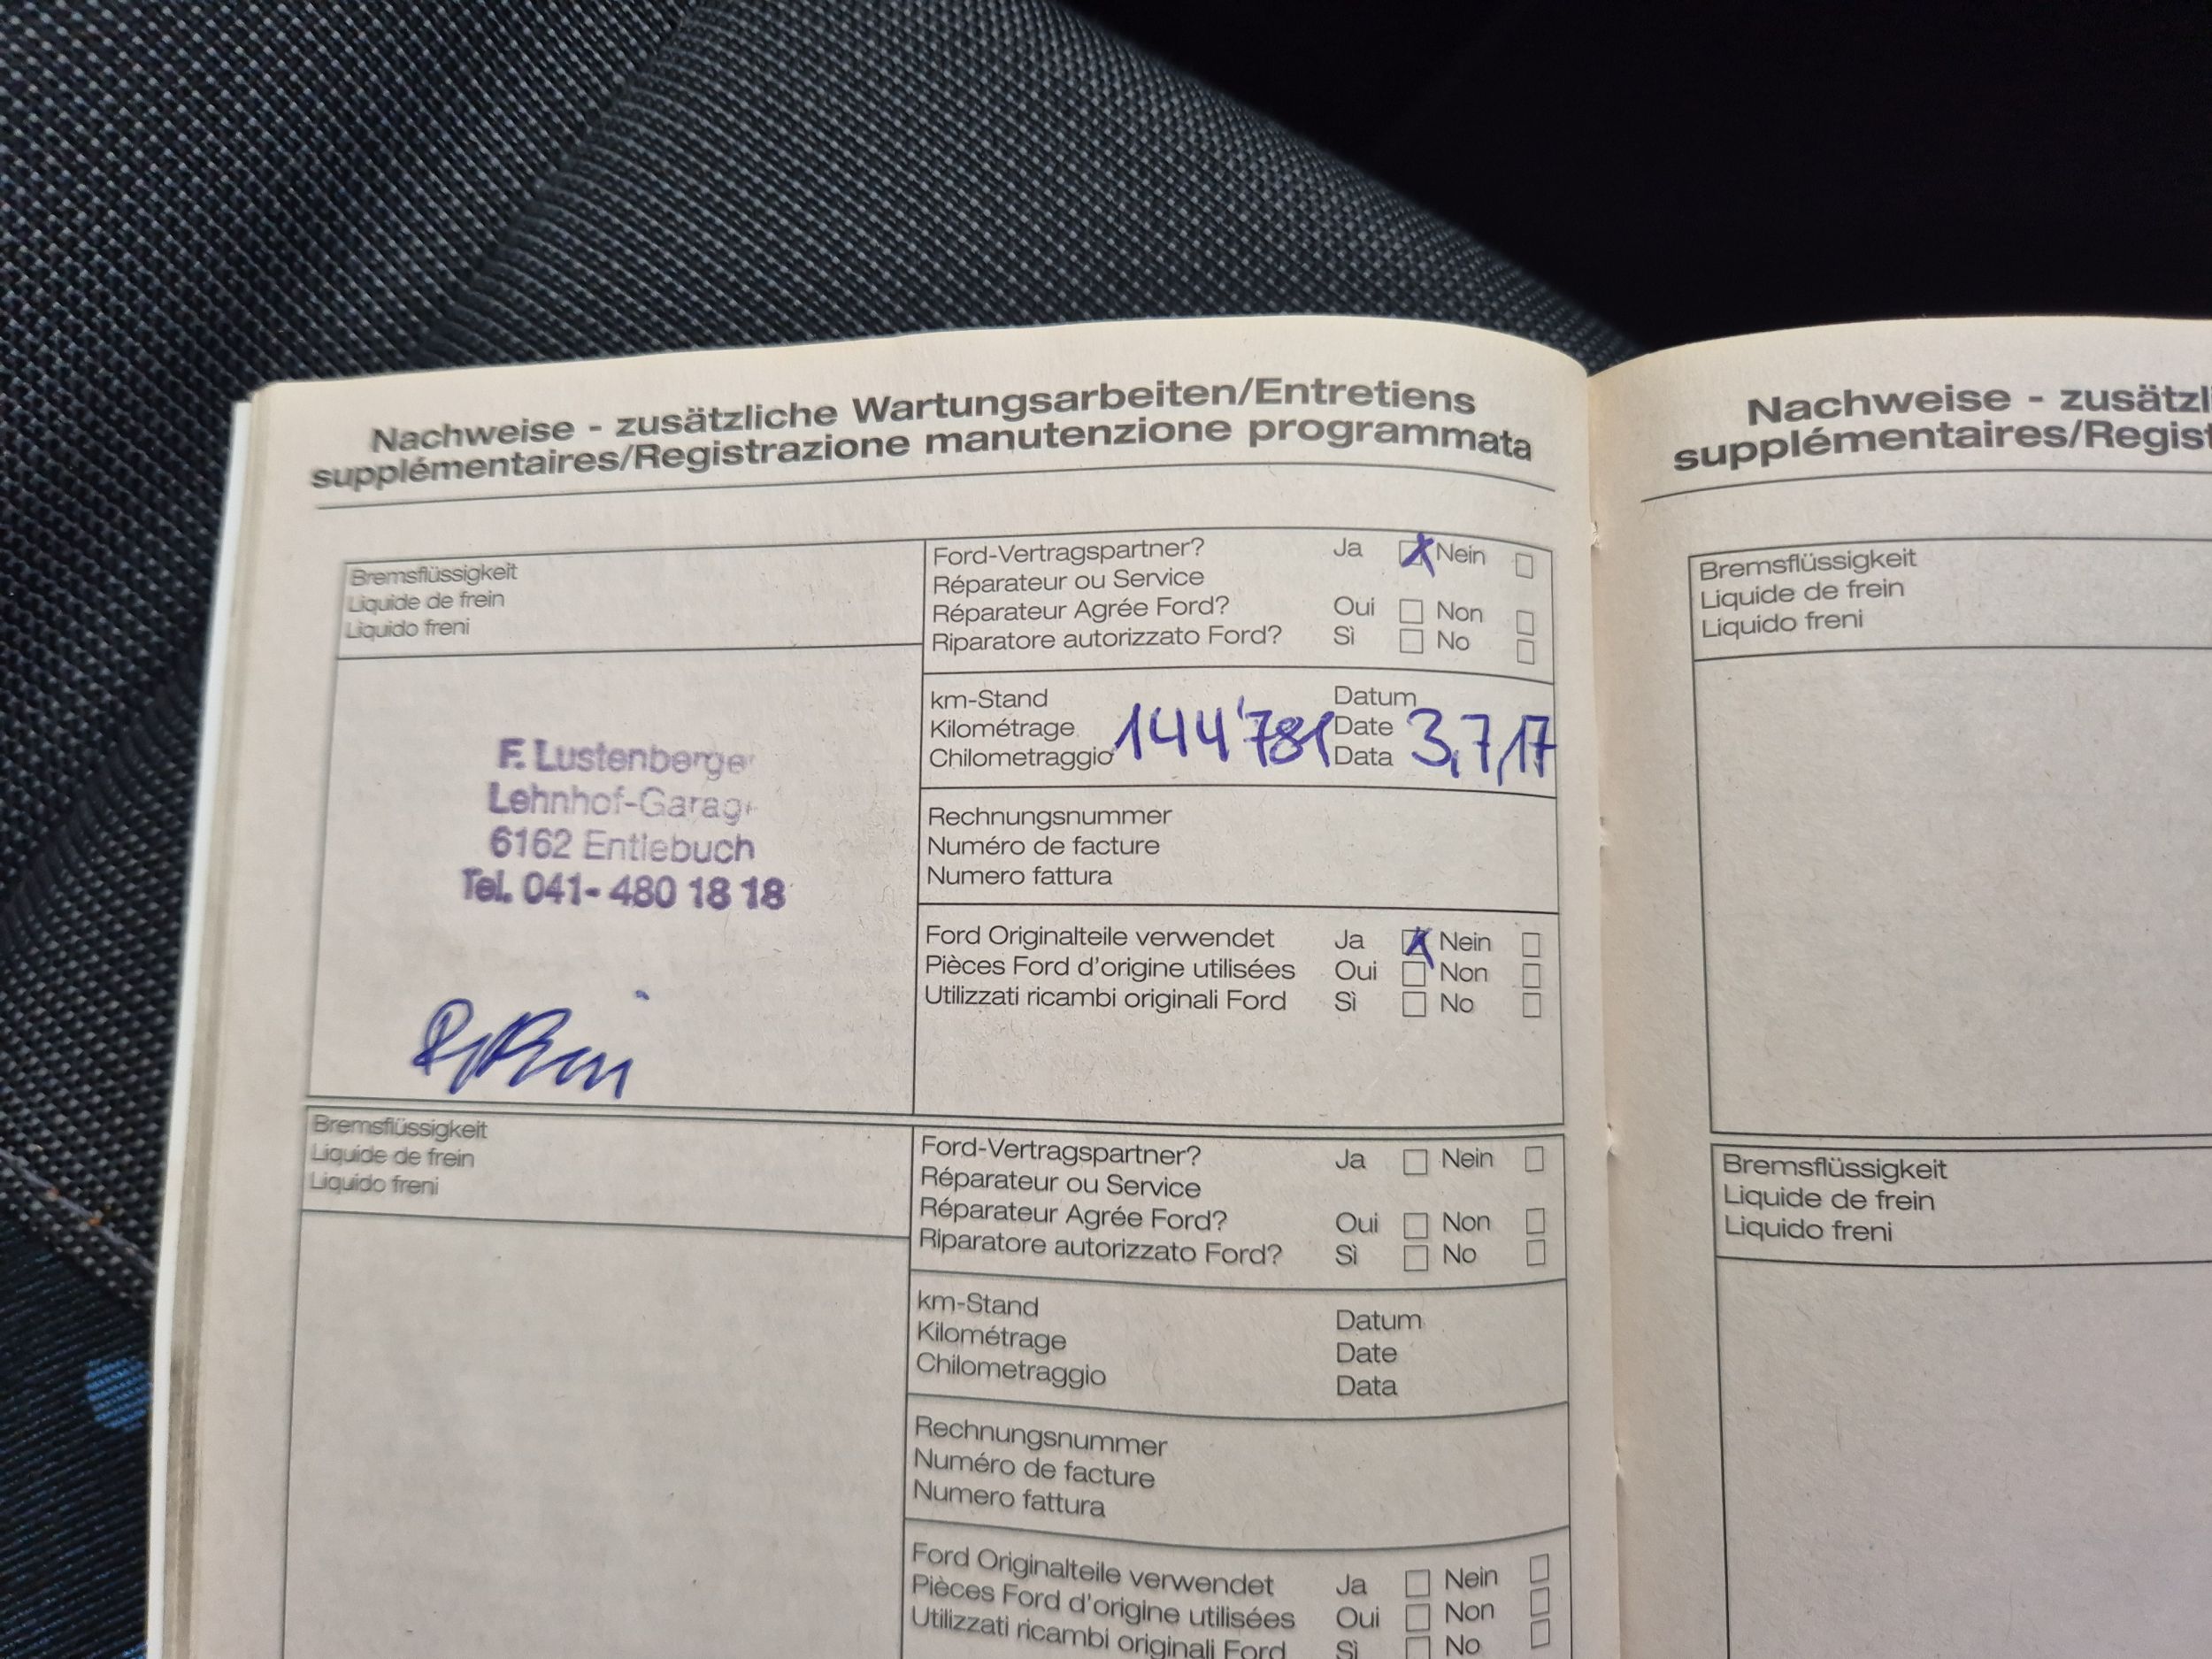 Nachweise - zusätzliche Wartungsarbeiten/Entretiens
supplémentaires/Registrazione manutenzione programmata
Bremsflüssigkeit
Liquide de frein
Liquido freni
F. Lustenberger
Lehnhof-Garage
6162 Entlebuch
Tel. 041- 480 18 18
Ford-Vertragspartner? Ja Nein
Réparateur ou Service
Réparateur Agrée Ford? Oui Non
Riparatore autorizzato Ford? Sì No
km-Stand Datum
Kilométrage 144'781 Date 3,7,17
Chilometraggio Data
Rechnungsnummer
Numéro de facture
Numero fattura
Ford Originalteile verwendet Ja Nein
Pièces Ford d'origine utilisées Oui Non
Utilizzati ricambi originali Ford Sì No
Bremsflüssigkeit
Liquide de frein
Liquido freni
Ford-Vertragspartner? Ja Nein
Réparateur ou Service
Réparateur Agrée Ford? Oui Non
Riparatore autorizzato Ford? Sì No
km-Stand Datum
Kilométrage Date
Chilometraggio Data
Rechnungsnummer
Numéro de facture
Numero fattura
Ford Originalteile verwendet Ja Nein
Pièces Ford d'origine utilisées Oui Non
Utilizzati ricambi originali Ford Sì No
Nachweise - zusätzl
supplémentaires/Regist
Bremsflüssigkeit
Liquide de frein
Liquido freni
Bremsflüssigkeit
Liquide de frein
Liquido freni